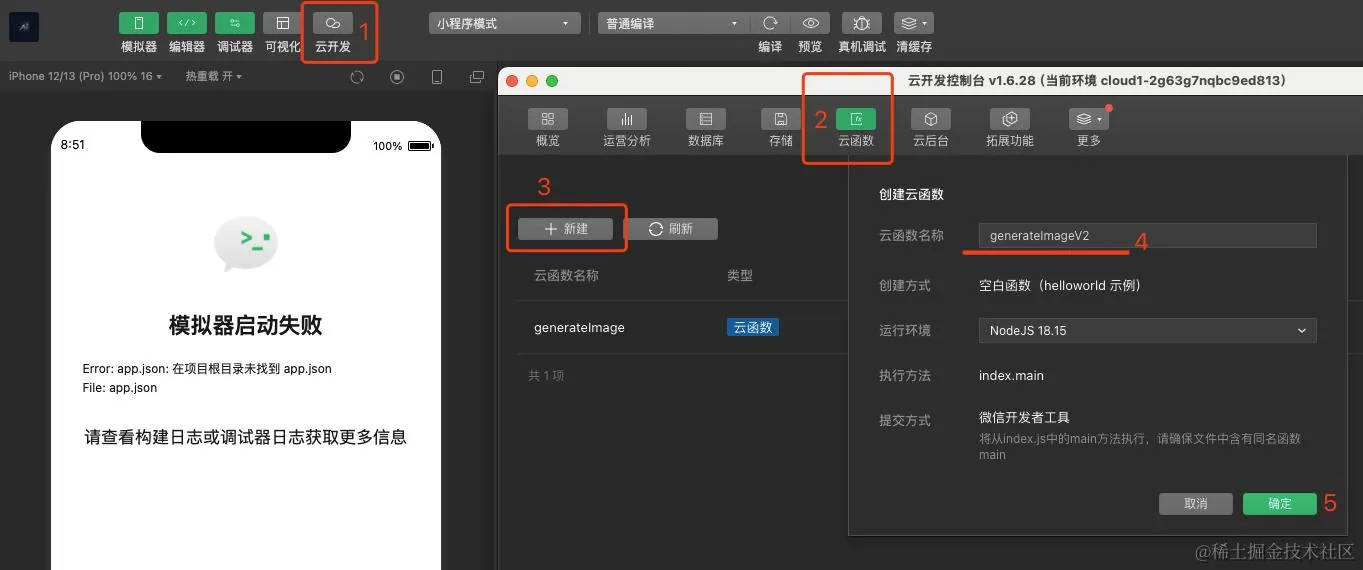 模拟器 编辑器 调试器 可视化 云开发 1
小程序模式 普通编译
编译 预览 真机调试 清缓存
iPhone 12/13 (Pro) 100% 16 热重载 开
8:51 100%
模拟器启动失败
Error: app.json: 在项目根目录未找到 app.json
File: app.json
请查看构建日志或调试器日志获取更多信息
云开发控制台 v1.6.28 (当前环境 cloud1-2g63g7nqbc9ed813)
概览 运营分析 数据库 存储 2 云函数 云后台 拓展功能 更多
3
新建 刷新
云函数名称 类型
generateImage 云函数
共 1 项
创建云函数
云函数名称 generateImageV2 4
创建方式 空白函数（helloworld 示例）
运行环境 NodeJS 18.15
执行方法 index.main
提交方式 微信开发者工具
将从index.js中的main方法执行，请确保文件中含有同名函数
main
取消 确定 5
@稀土掘金技术社区